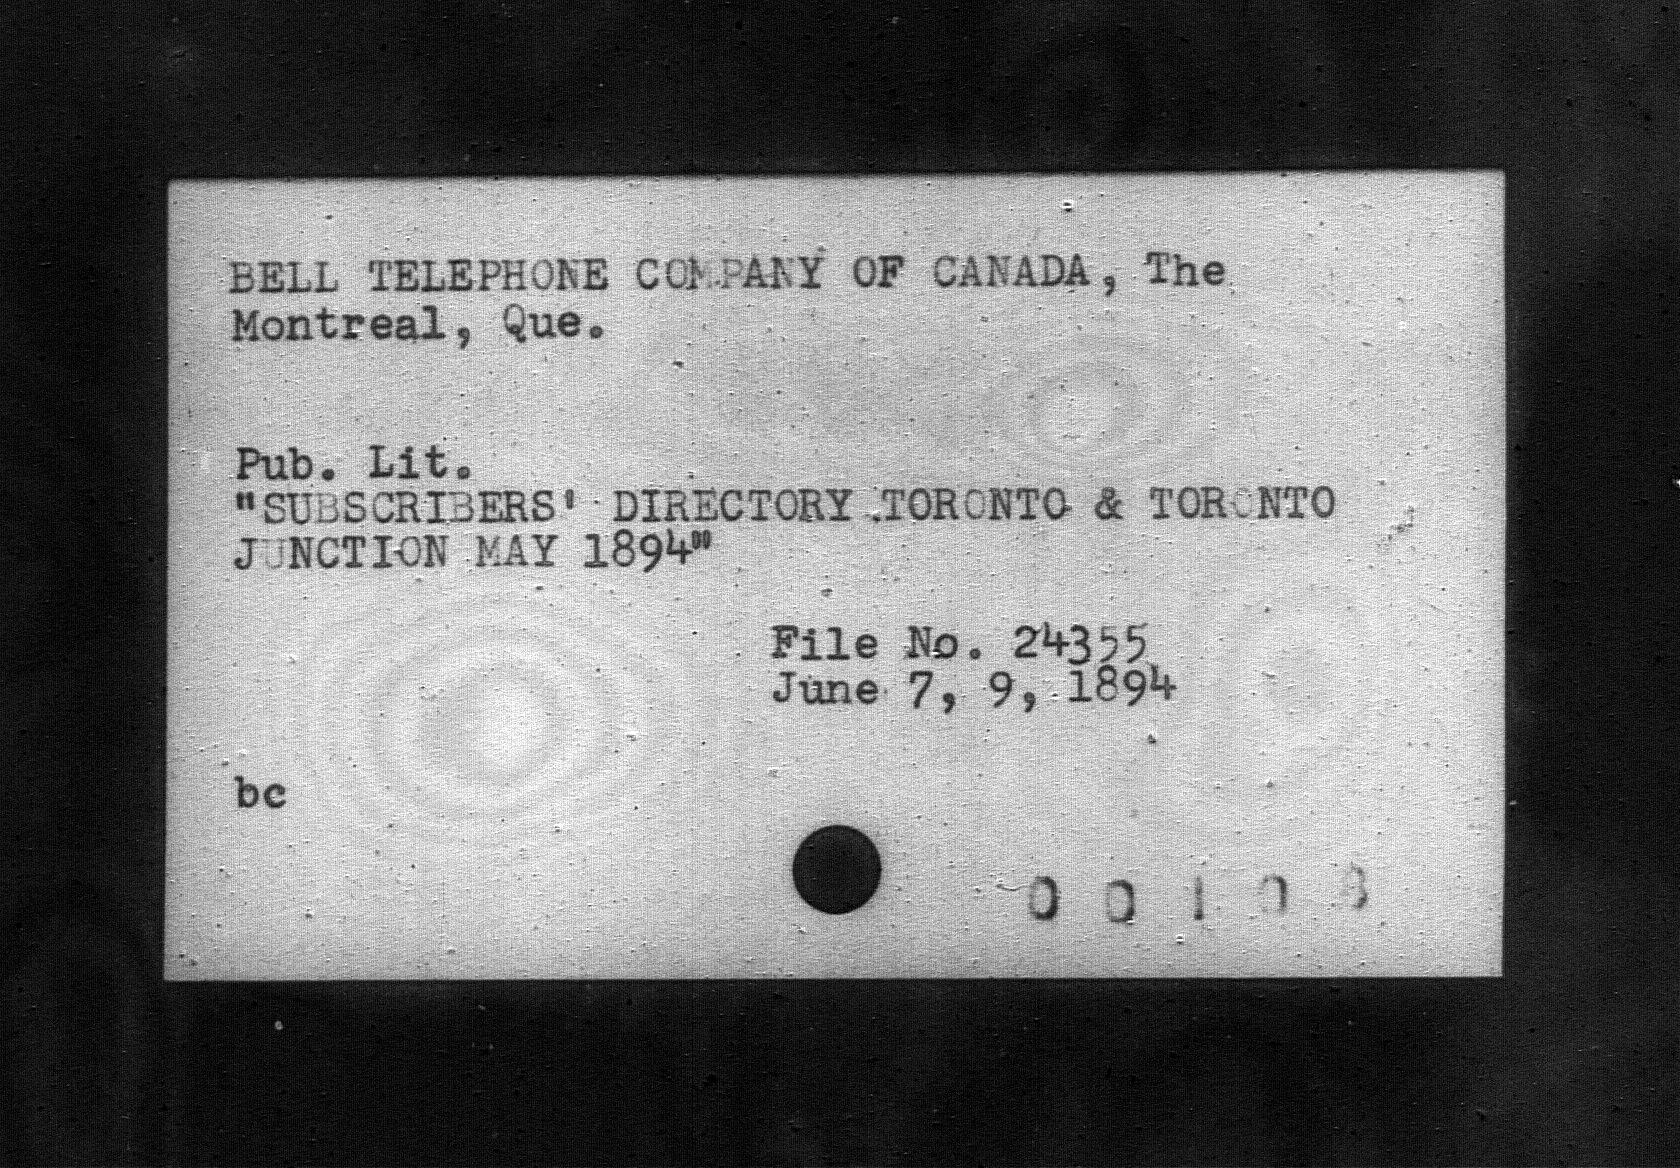 BELL TELEPHONE COMPANY OF CANADA, The
Montreal, Que.
Pub. Lit.
"SUBSCRIBERS' DIRECTORY TORONTO & TORONTO
JUNCTION MAY 1894"
File No. 24355
June 7, 9, 1894
bc